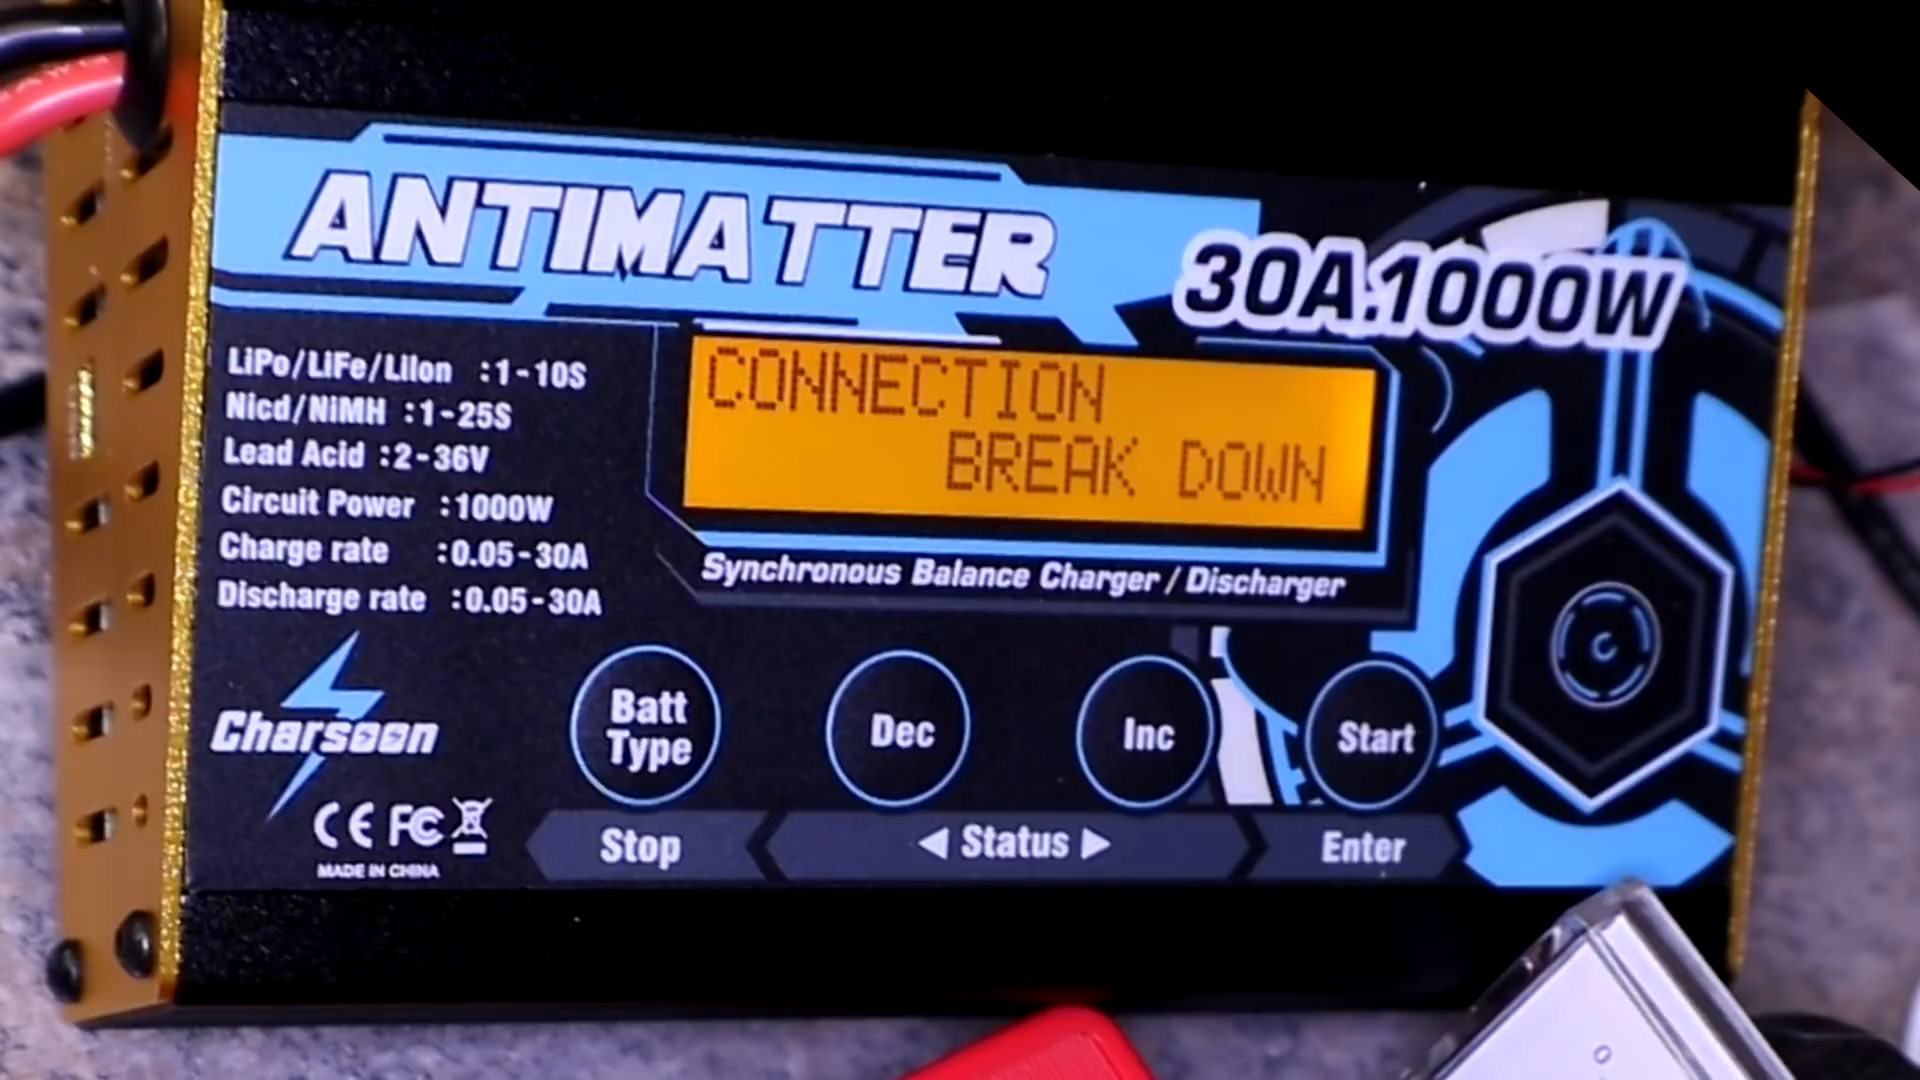 ANTIMATTER
30A.1000W
LiPo/LiFe/LiIon :1-10S
Nicd/NiMH :1-25S
Lead Acid :2-36V
Circuit Power :1000W
Charge rate :0.05-30A
Discharge rate :0.05-30A
CONNECTION
BREAK DOWN
Synchronous Balance Charger / Discharger
Charsoon
CE FC
MADE IN CHINA
Batt
Type
Dec
Inc
Start
Stop
◀ Status ▶
Enter